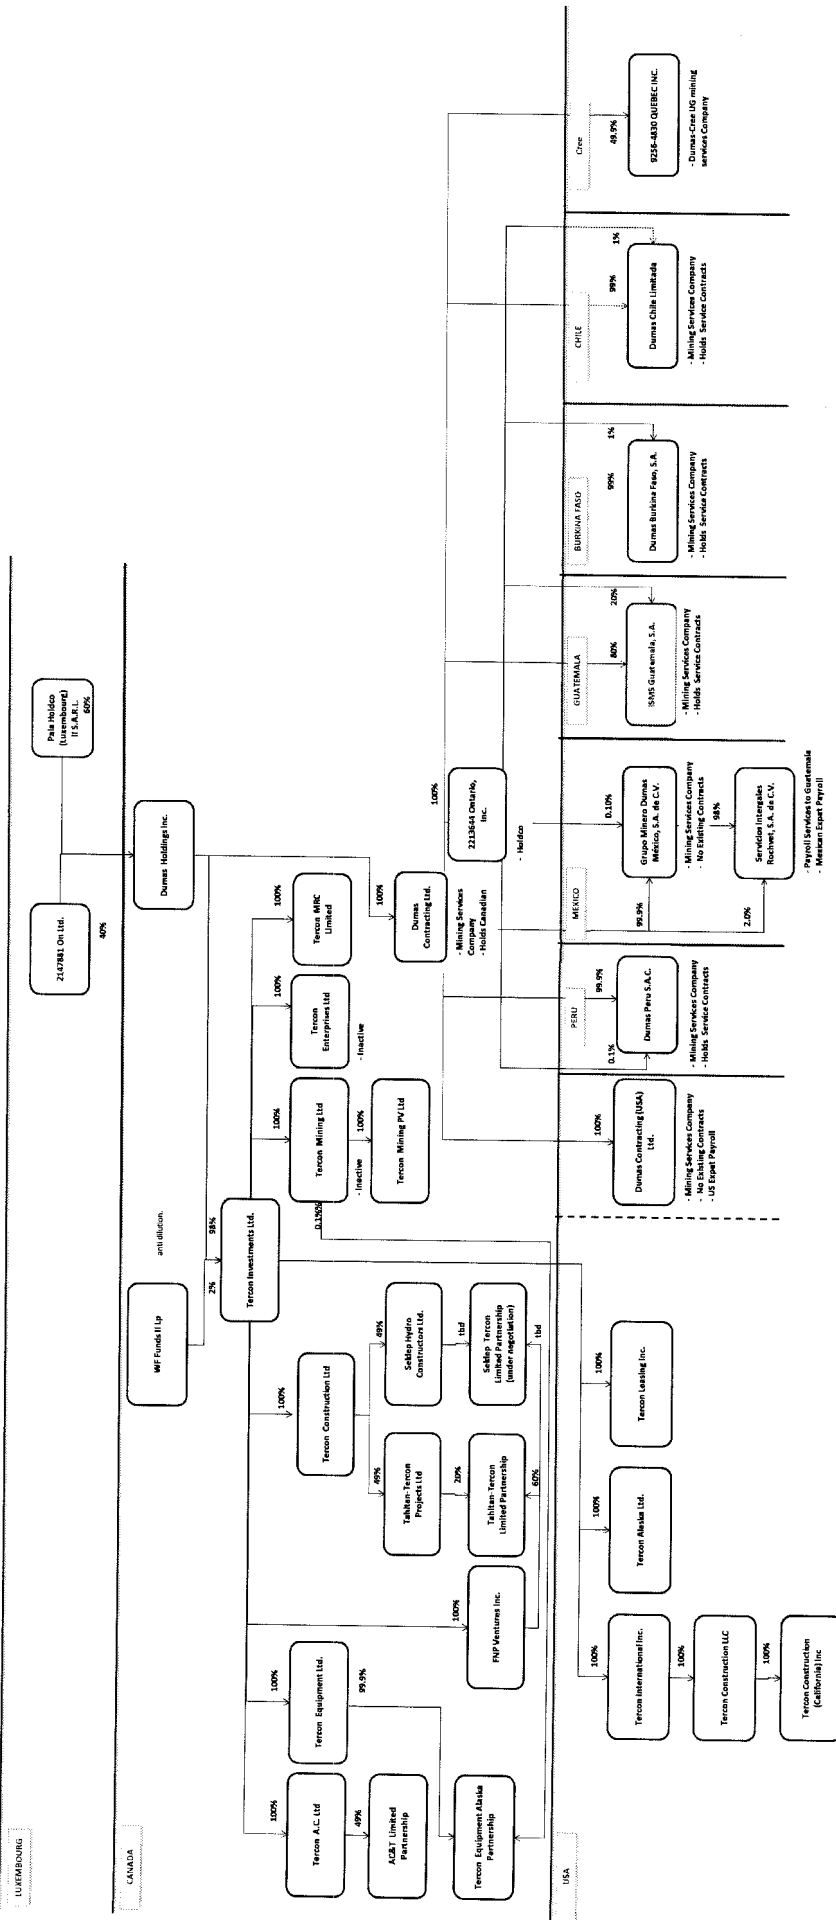 LUXEMBOURG
2147881 On Ltd.
40%
Pala Holdco
(Luxembourg)
II S.A.R.L.
60%
CANADA
WF Funds II Lp
anti dilution.
Dumas Holdings Inc.
2%
98%
Tercon Investments Ltd.
100%
Tercon A.C. Ltd
49%
AC&T Limited
Partnership
100%
Tercon Equipment Ltd.
99.9%
Tercon Equipment Alaska
Partnership
100%
FNP Ventures Inc.
100%
Tercon Construction Ltd
49%
Tahltan-Tercon
Projects Ltd
20%
Tahltan-Tercon
Limited Partnership
60%
49%
Sekdep Hydro
Constructors Ltd.
tbd
Sekdep Tercon
Limited Partnership
(under negotiation)
tbd
100%
Tercon Mining Ltd
0.1%%
- Inactive
100%
Tercon Mining PV Ltd
100%
Tercon
Enterprises Ltd
- Inactive
100%
Tercon MRC
Limited
100%
Dumas
Contracting Ltd.
- Mining Services
Company
- Holds Canadian
100%
2213644 Ontario,
Inc.
- Holdco
USA
100%
Tercon International Inc.
100%
Tercon Construction LLC
100%
Tercon Construction
(California) Inc
100%
Tercon Alaska Ltd.
100%
Tercon Leasing Inc.
100%
Dumas Contracting (USA)
Ltd.
- Mining Services Company
- No Existing Contracts
- US Expat Payroll
PERU
0.1%
99.9%
Dumas Peru S.A.C.
- Mining Services Company
- Holds Service Contracts
MEXICO
99.9%
0.10%
Grupo Minero Dumas
México, S.A. de C.V.
- Mining Services Company
- No Existing Contracts
2.0%
98%
Servicios Intergales
Rochvet, S.A. de C.V.
- Payroll Services to Guatemala
- Mexican Expat Payroll
GUATEMALA
80%
20%
ISMS Guatemala, S.A.
- Mining Services Company
- Holds Service Contracts
BURKINA FASO
99%
1%
Dumas Burkina Faso, S.A.
- Mining Services Company
- Holds Service Contracts
CHILE
99%
1%
Dumas Chile Limitada
- Mining Services Company
- Holds Service Contracts
Cree
49.9%
9256-4830 QUEBEC INC.
- Dumas-Cree UG mining
services Company